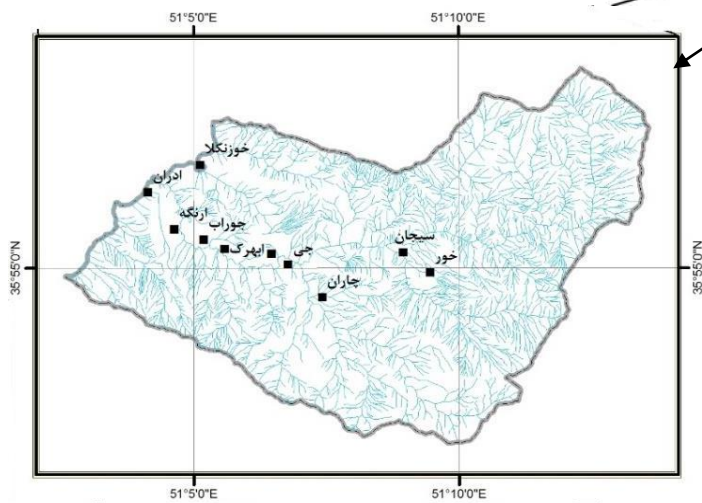 51°5'0"E
51°10'0"E
خوزنکلا
ادران
ارنگه
جوراب
سیجان
ابهرک
جی
خور
35°55'0"N
35°55'0"N
چاران
51°5'0"E
51°10'0"E